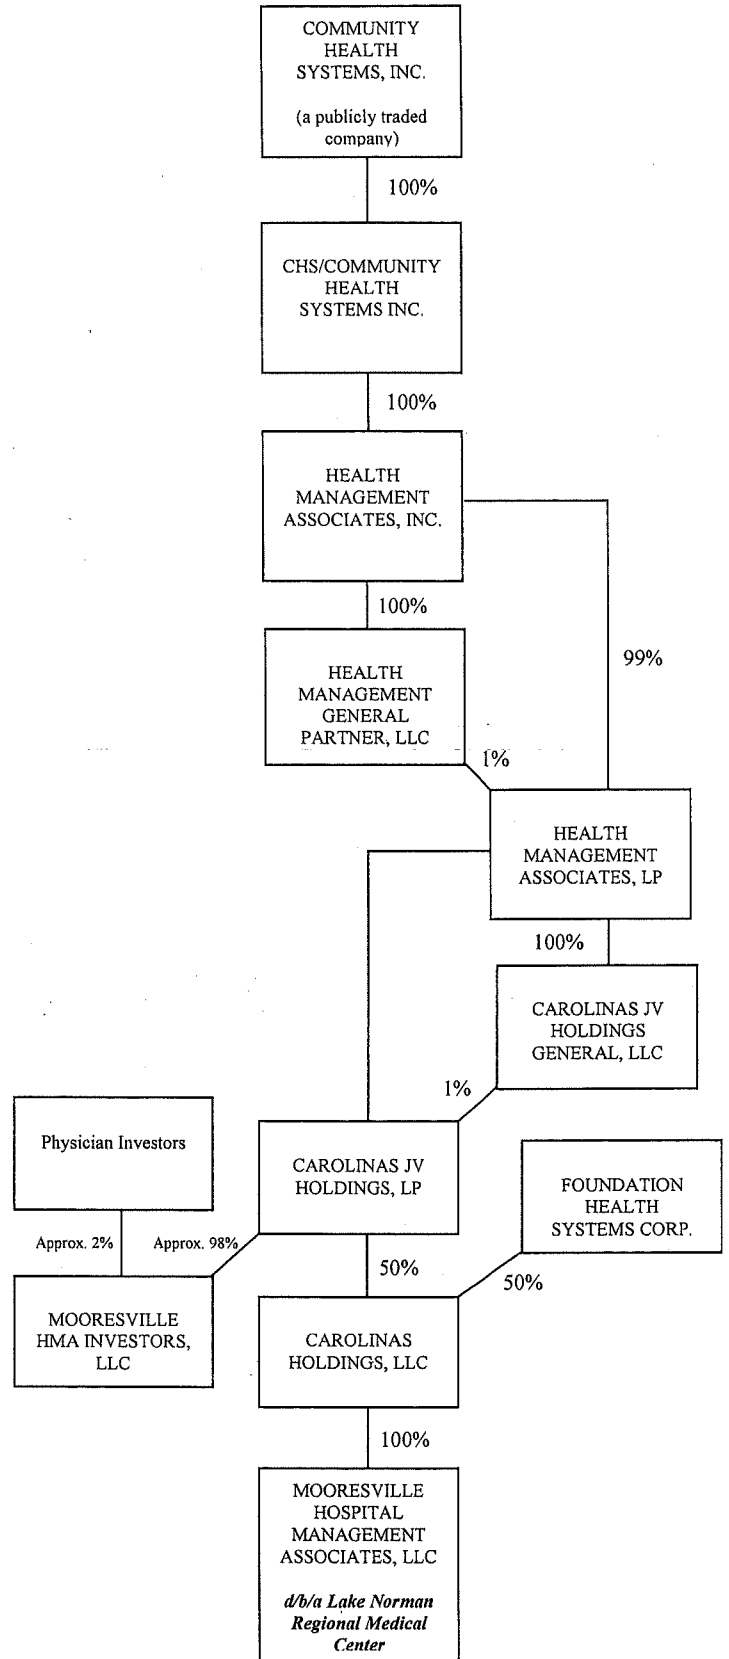 COMMUNITY
HEALTH
SYSTEMS, INC.
(a publicly traded
company)
100%
CHS/COMMUNITY
HEALTH
SYSTEMS INC.
100%
HEALTH
MANAGEMENT
ASSOCIATES, INC.
100%
99%
HEALTH
MANAGEMENT
GENERAL
PARTNER, LLC
1%
HEALTH
MANAGEMENT
ASSOCIATES, LP
100%
CAROLINAS JV
HOLDINGS
GENERAL, LLC
1%
Physician Investors
CAROLINAS JV
HOLDINGS, LP
FOUNDATION
HEALTH
SYSTEMS CORP.
Approx. 2%
Approx. 98%
50%
50%
MOORESVILLE
HMA INVESTORS,
LLC
CAROLINAS
HOLDINGS, LLC
100%
MOORESVILLE
HOSPITAL
MANAGEMENT
ASSOCIATES, LLC
d/b/a Lake Norman
Regional Medical
Center